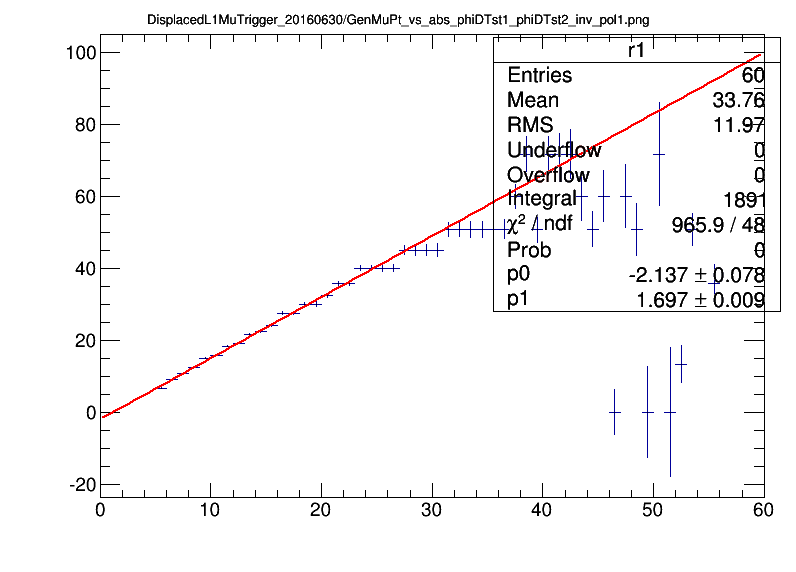 DisplacedL1MuTrigger_20160630/GenMuPt_vs_abs_phiDTst1_phiDTst2_inv_pol1.png
r1
Entries 60
Mean 33.76
RMS 11.97
Underflow 0
Overflow 0
Integral 1891
χ² / ndf 965.9 / 48
Prob 0
p0 -2.137 ± 0.078
p1 1.697 ± 0.009
100
80
60
40
20
0
-20
0 10 20 30 40 50 60